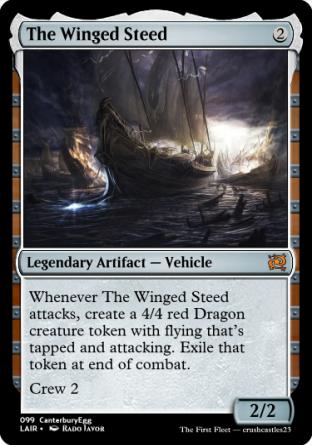 The Winged Steed 2
Legendary Artifact — Vehicle
Whenever The Winged Steed
attacks, create a 4/4 red Dragon
creature token with flying that's
tapped and attacking. Exile that
token at end of combat.
Crew 2
2/2
099 CanterburyEgg
LAIR • Rado Javor
The First Fleet — crushcastles23